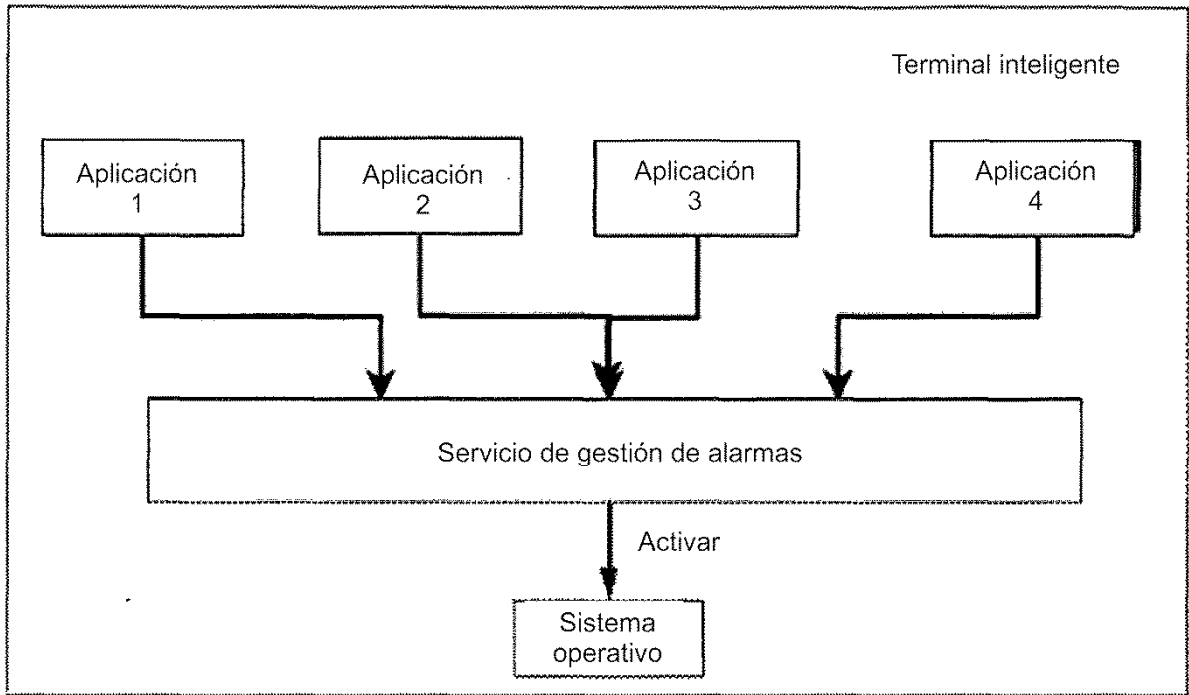 Terminal inteligente
Aplicación
1
Aplicación
2
Aplicación
3
Aplicación
4
Servicio de gestión de alarmas
Activar
Sistema
operativo